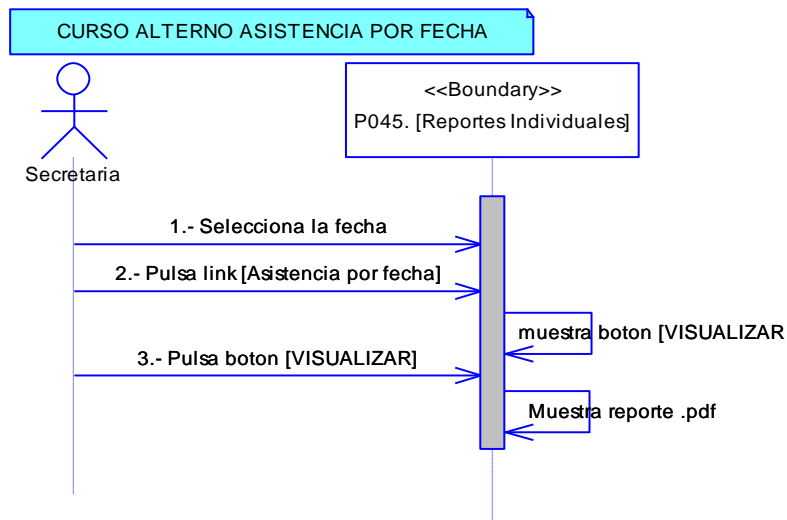 CURSO ALTERNO ASISTENCIA POR FECHA
<<Boundary>>
P045. [Reportes Individuales]
Secretaria
1.- Selecciona la fecha
2.- Pulsa link [Asistencia por fecha]
muestra boton [VISUALIZAR
3.- Pulsa boton [VISUALIZAR]
Muestra reporte .pdf